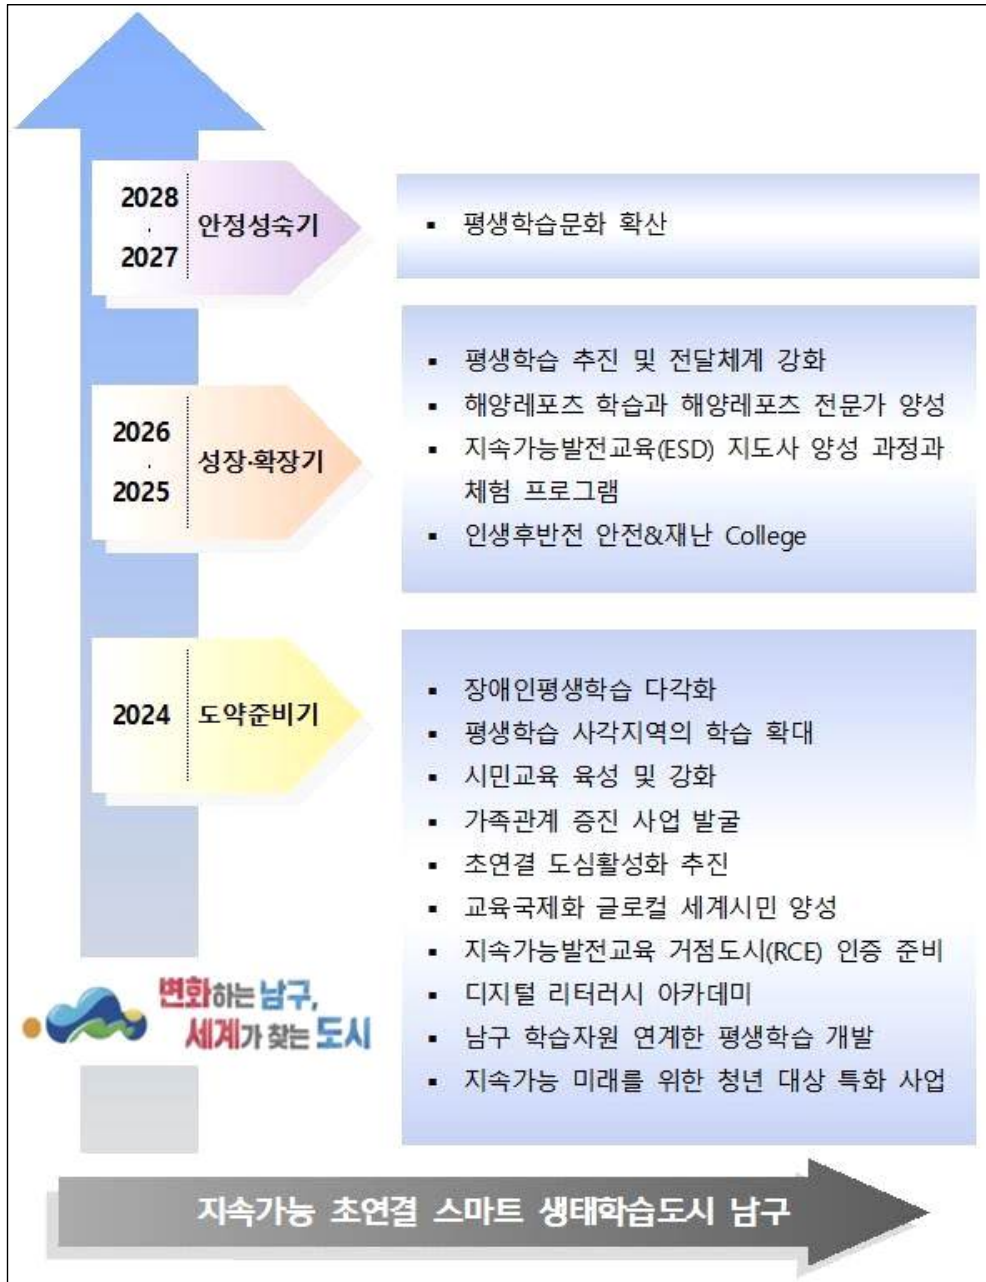 2028
·
2027
안정성숙기
▪ 평생학습문화 확산
2026
·
2025
성장·확장기
▪ 평생학습 추진 및 전달체계 강화
▪ 해양레포츠 학습과 해양레포츠 전문가 양성
▪ 지속가능발전교육(ESD) 지도사 양성 과정과
체험 프로그램
▪ 인생후반전 안전&재난 College
2024
도약준비기
▪ 장애인평생학습 다각화
▪ 평생학습 사각지역의 학습 확대
▪ 시민교육 육성 및 강화
▪ 가족관계 증진 사업 발굴
▪ 초연결 도심활성화 추진
▪ 교육국제화 글로컬 세계시민 양성
▪ 지속가능발전교육 거점도시(RCE) 인증 준비
▪ 디지털 리터러시 아카데미
▪ 남구 학습자원 연계한 평생학습 개발
▪ 지속가능 미래를 위한 청년 대상 특화 사업
변화하는 남구,
세계가 찾는 도시
지속가능 초연결 스마트 생태학습도시 남구